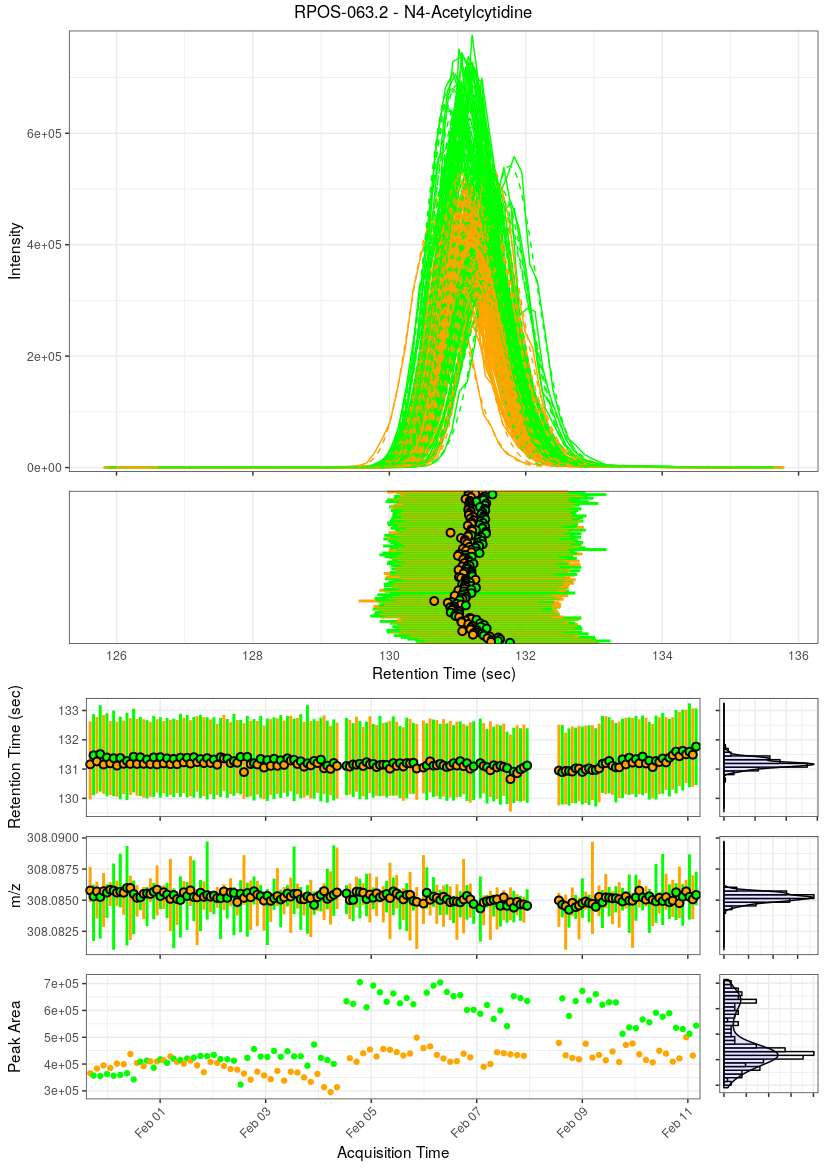 RPOS-063.2 - N4-Acetylcytidine
Intensity
6e+05
4e+05
2e+05
0e+00
126 128 130 132 134 136
Retention Time (sec)
Retention Time (sec)
133
132
131
130
m/z
308.0900
308.0875
308.0850
308.0825
Peak Area
7e+05
6e+05
5e+05
4e+05
3e+05
Feb 01 Feb 03 Feb 05 Feb 07 Feb 09 Feb 11
Acquisition Time